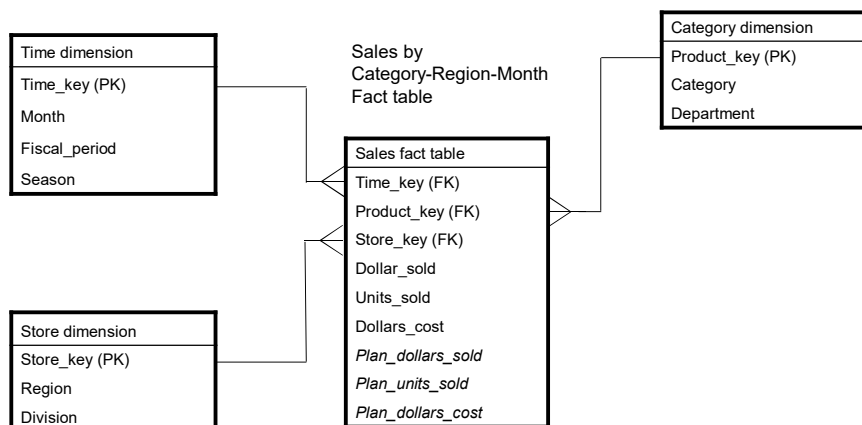 Time dimension
Time_key (PK)
Month
Fiscal_period
Season
Sales by
Category-Region-Month
Fact table
Category dimension
Product_key (PK)
Category
Department
Sales fact table
Time_key (FK)
Product_key (FK)
Store_key (FK)
Dollar_sold
Units_sold
Dollars_cost
Plan_dollars_sold
Plan_units_sold
Plan_dollars_cost
Store dimension
Store_key (PK)
Region
Division